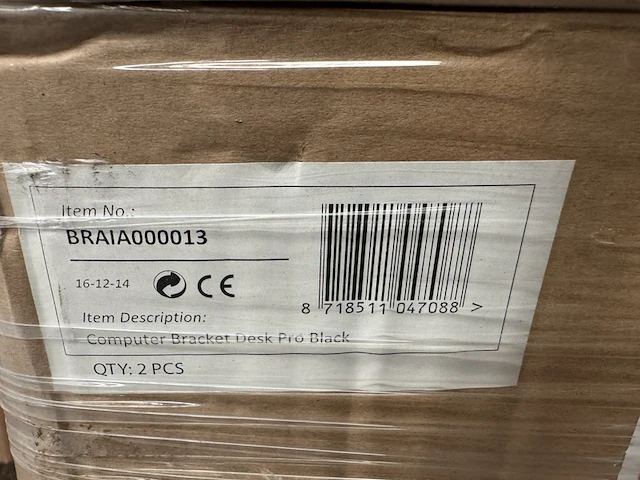 Item No.:
BRAIA000013
16-12-14 CE
Item Description:
Computer Bracket Desk Pro Black
QTY: 2 PCS
8 718511 047088 >